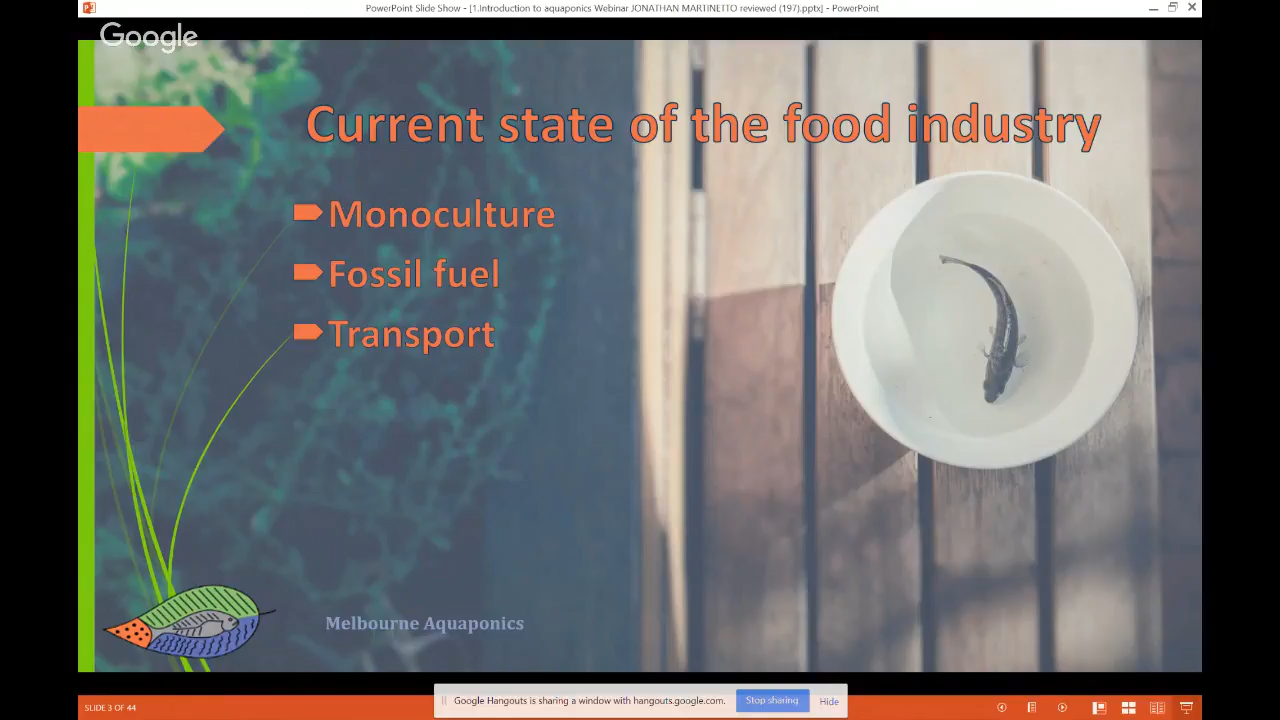 PowerPoint Slide Show - [1.Introduction to aquaponics Webinar JONATHAN MARTINETTO reviewed (197).pptx] - PowerPoint
Google
Current state of the food industry
Monoculture
Fossil fuel
Transport
Melbourne Aquaponics
Google Hangouts is sharing a window with hangouts.google.com. Stop sharing Hide
SLIDE 3 OF 44